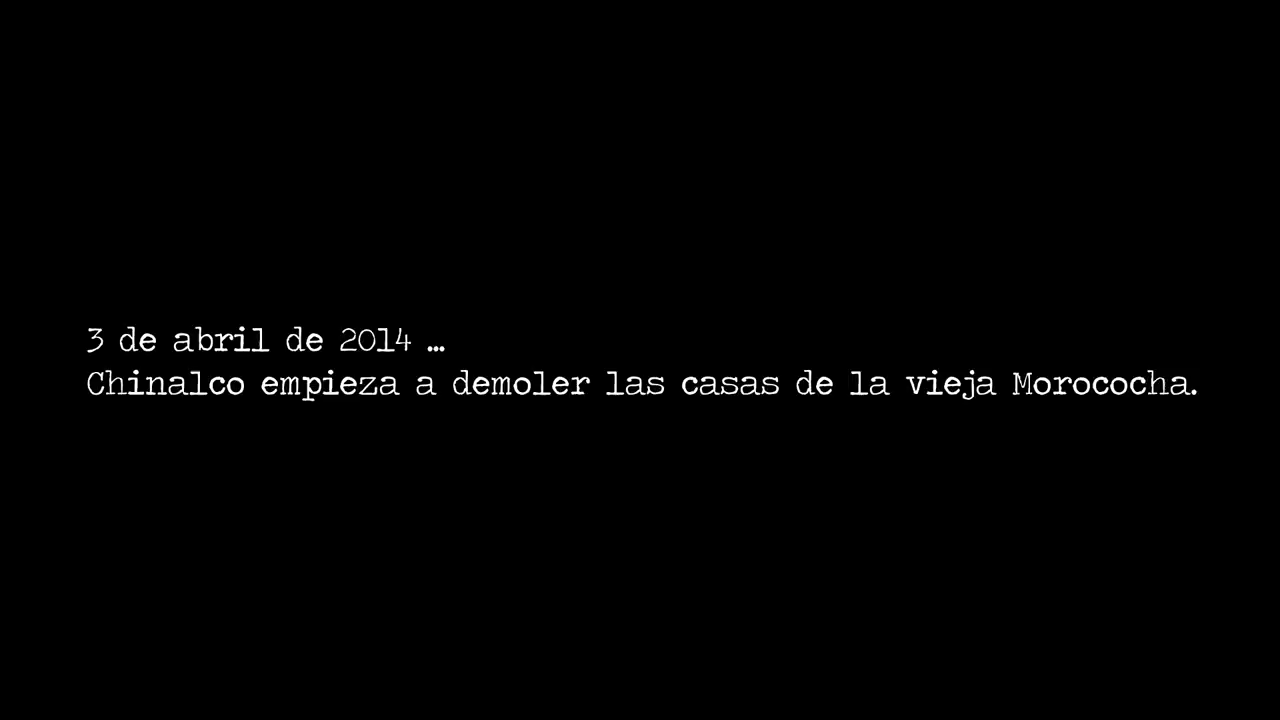 3 de abril de 2014 …
Chinalco empieza a demoler las casas de la vieja Morococha.